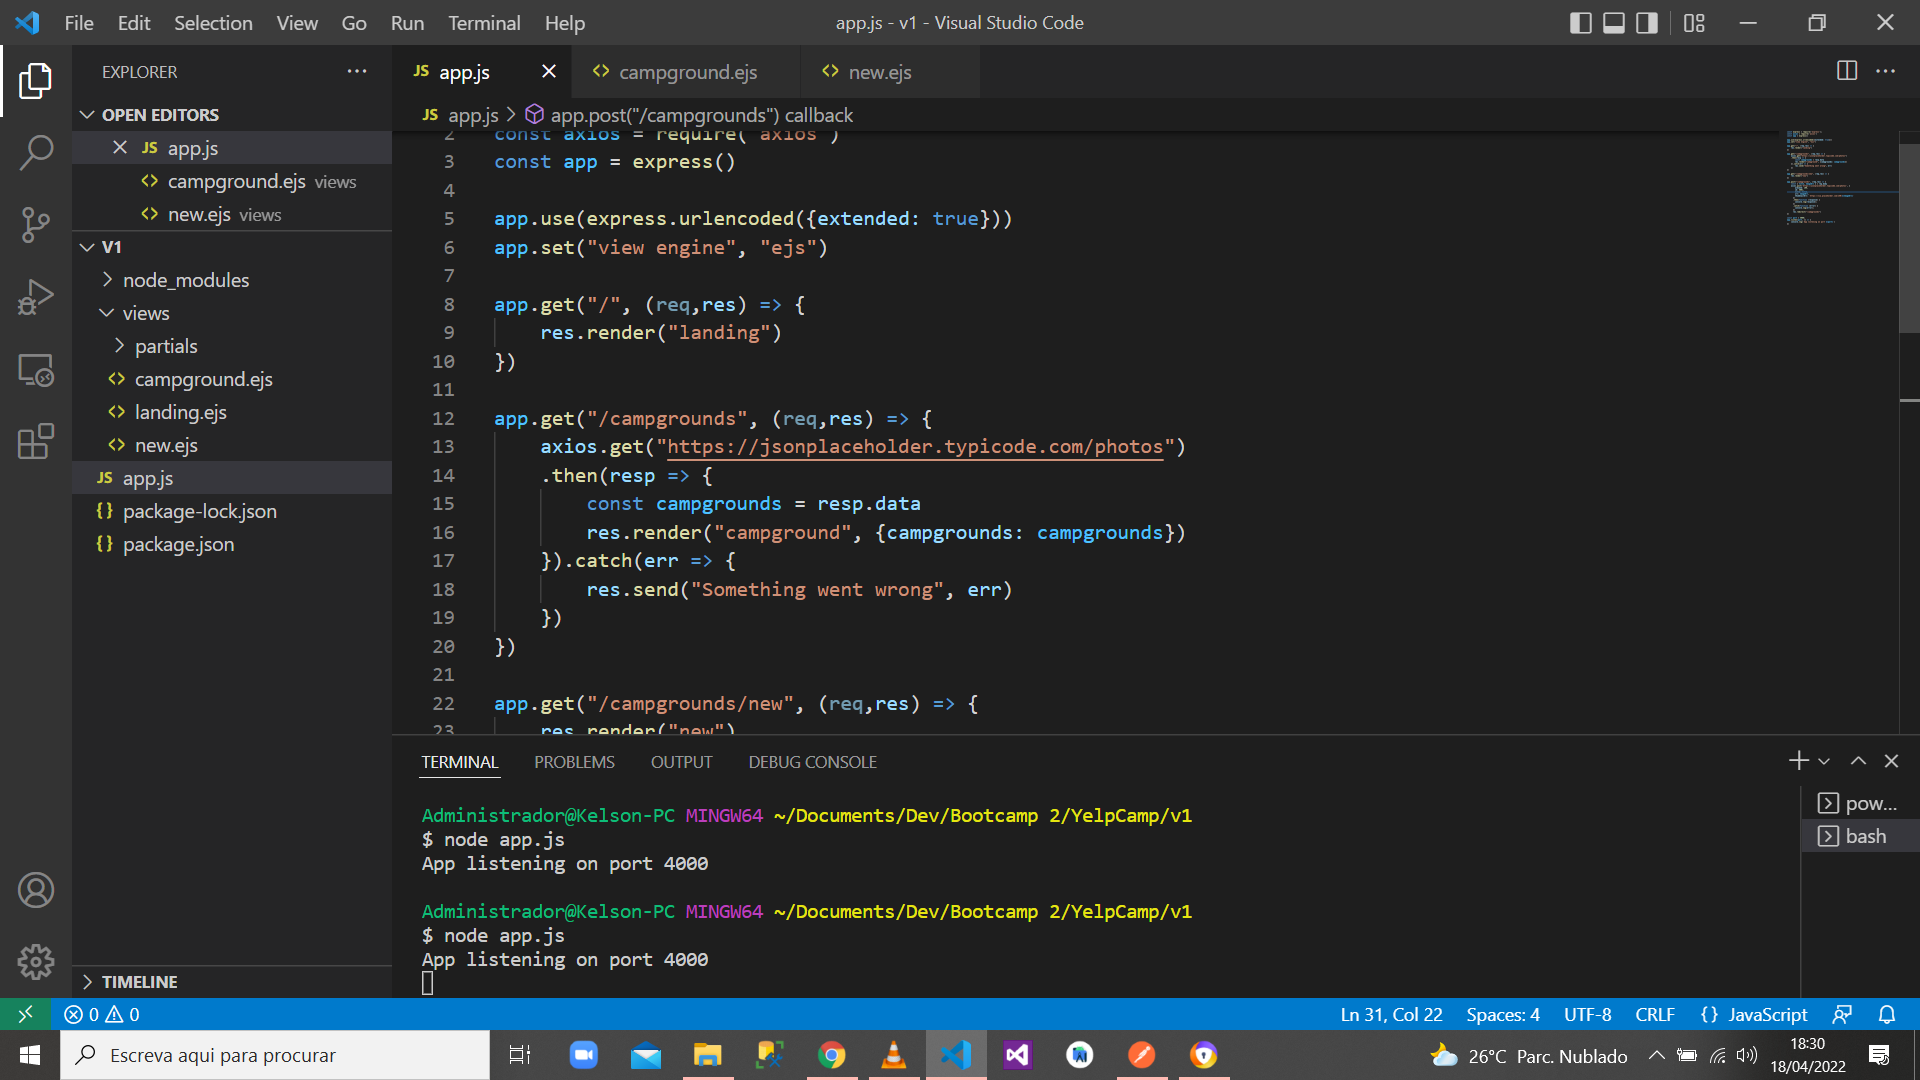 File Edit Selection View Go Run Terminal Help
app.js - v1 - Visual Studio Code
EXPLORER
OPEN EDITORS
JS app.js
campground.ejs views
new.ejs views
V1
node_modules
views
partials
campground.ejs
landing.ejs
new.ejs
JS app.js
{} package-lock.json
{} package.json
TIMELINE
JS app.js
campground.ejs
new.ejs
JS app.js > app.post("/campgrounds") callback
2 const axios = require("axios")
3 const app = express()
4
5 app.use(express.urlencoded({extended: true}))
6 app.set("view engine", "ejs")
7
8 app.get("/", (req,res) => {
9 res.render("landing")
10 })
11
12 app.get("/campgrounds", (req,res) => {
13 axios.get("https://jsonplaceholder.typicode.com/photos")
14 .then(resp => {
15 const campgrounds = resp.data
16 res.render("campground", {campgrounds: campgrounds})
17 }).catch(err => {
18 res.send("Something went wrong", err)
19 })
20 })
21
22 app.get("/campgrounds/new", (req,res) => {
23 res.render("new")
TERMINAL PROBLEMS OUTPUT DEBUG CONSOLE
Administrador@Kelson-PC MINGW64 ~/Documents/Dev/Bootcamp 2/YelpCamp/v1
$ node app.js
App listening on port 4000
Administrador@Kelson-PC MINGW64 ~/Documents/Dev/Bootcamp 2/YelpCamp/v1
$ node app.js
App listening on port 4000
pow...
bash
0 0
Ln 31, Col 22 Spaces: 4 UTF-8 CRLF {} JavaScript
Escreva aqui para procurar
26°C Parc. Nublado
18:30
18/04/2022